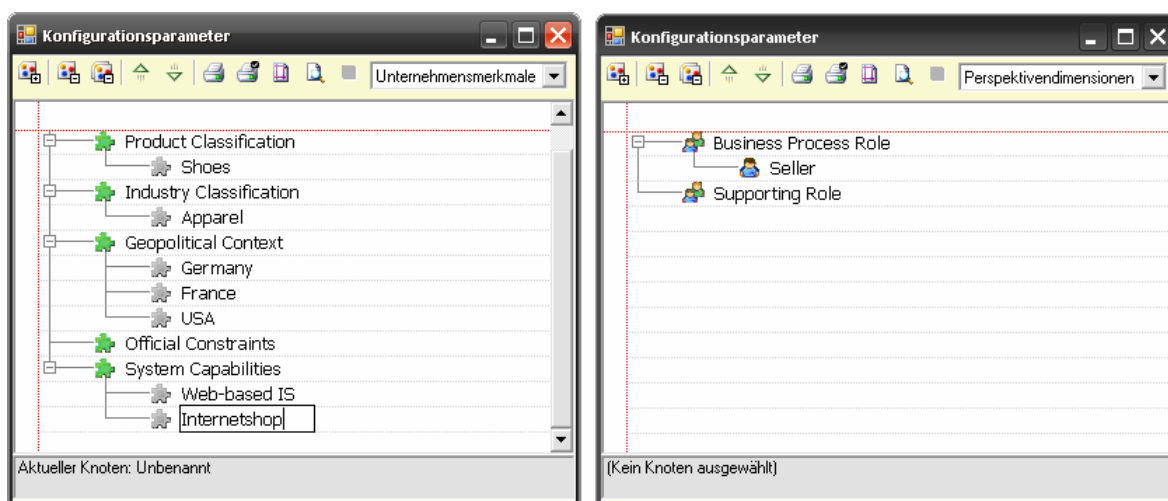 Konfigurationsparameter
Unternehmensmerkmale
Product Classification
Shoes
Industry Classification
Apparel
Geopolitical Context
Germany
France
USA
Official Constraints
System Capabilities
Web-based IS
Internetshop
Aktueller Knoten: Unbenannt
Konfigurationsparameter
Perspektivendimensionen
Business Process Role
Seller
Supporting Role
(Kein Knoten ausgewählt)